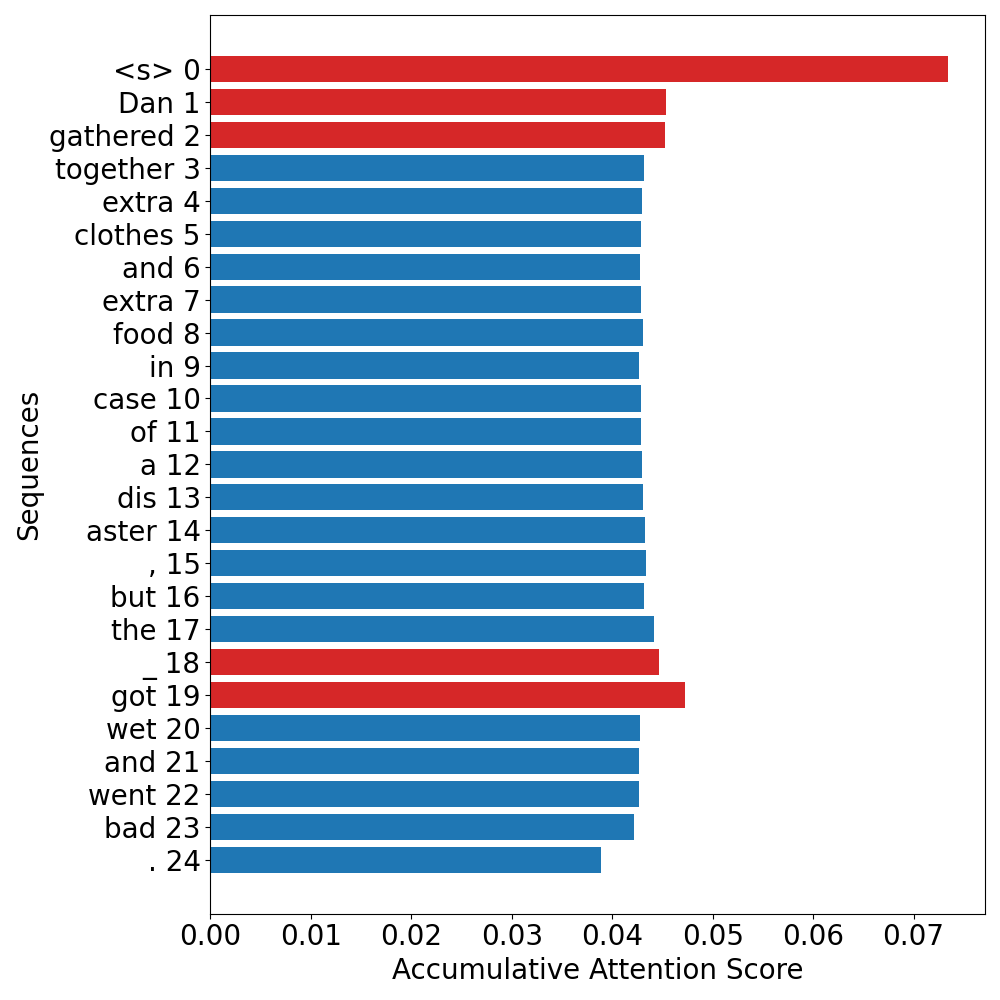 <s> 0
Dan 1
gathered 2
together 3
extra 4
clothes 5
and 6
extra 7
food 8
in 9
case 10
of 11
a 12
dis 13
aster 14
, 15
but 16
the 17
_ 18
got 19
wet 20
and 21
went 22
bad 23
. 24
Sequences
0.00 0.01 0.02 0.03 0.04 0.05 0.06 0.07
Accumulative Attention Score